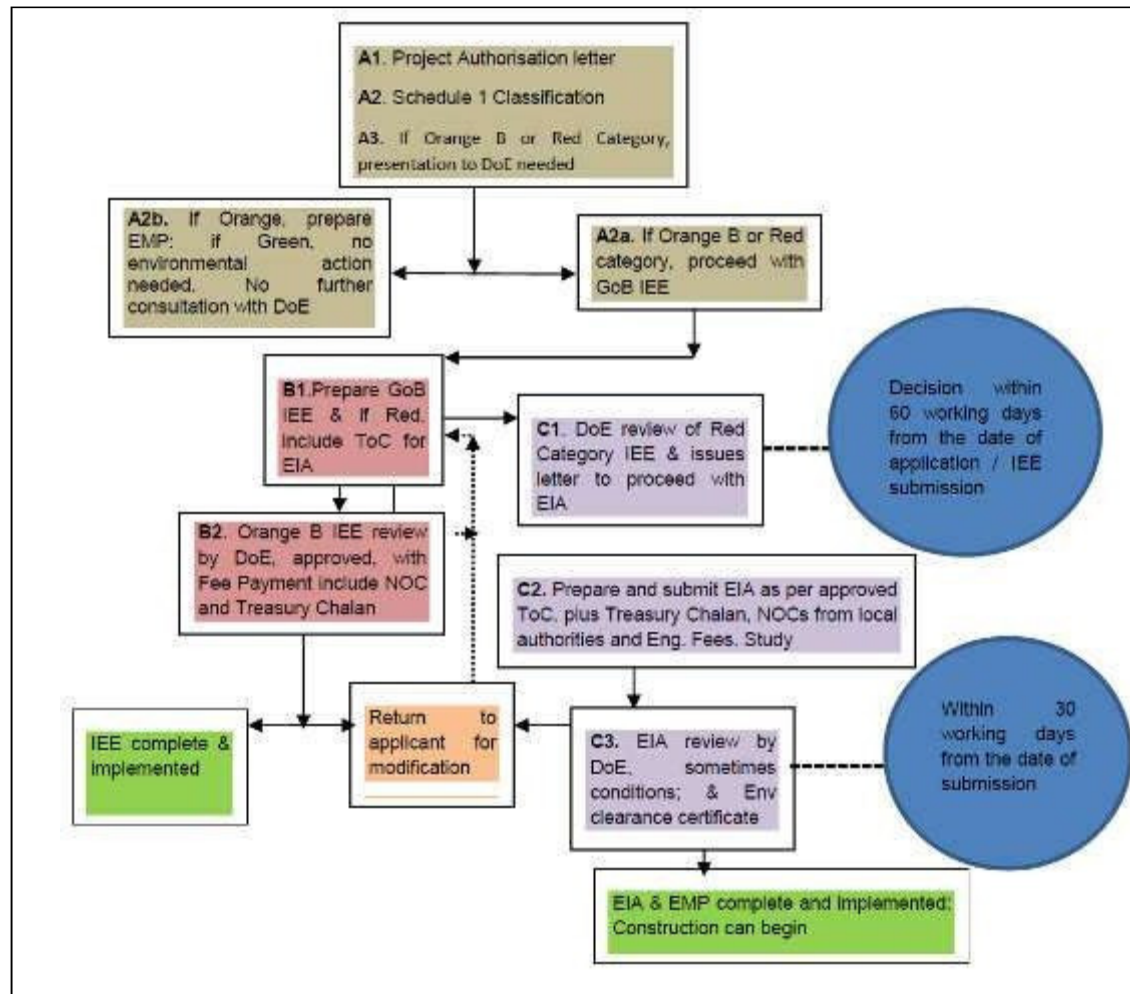 A1. Project Authorisation letter
A2. Schedule 1 Classification
A3. If Orange B or Red Category,
presentation to DoE needed
A2b. If Orange, prepare
EMP; if Green, no
environmental action
needed. No further
consultation with DoE
A2a. If Orange B or Red
category, proceed with
GoB IEE
B1.Prepare GoB
IEE & if Red,
include ToC for
EIA
C1. DoE review of Red
Category IEE & issues
letter to proceed with
EIA
Decision within
60 working days
from the date of
application / IEE
submission
B2. Orange B IEE review
by DoE, approved, with
Fee Payment include NOC
and Treasury Chalan
C2. Prepare and submit EIA as per approved
ToC, plus Treasury Chalan, NOCs from local
authorities and Eng. Fees. Study
IEE complete &
implemented
Return to
applicant for
modification
C3. EIA review by
DoE, sometimes
conditions; & Env
clearance certificate
Within 30
working days
from the date of
submission
EIA & EMP complete and implemented:
Construction can begin